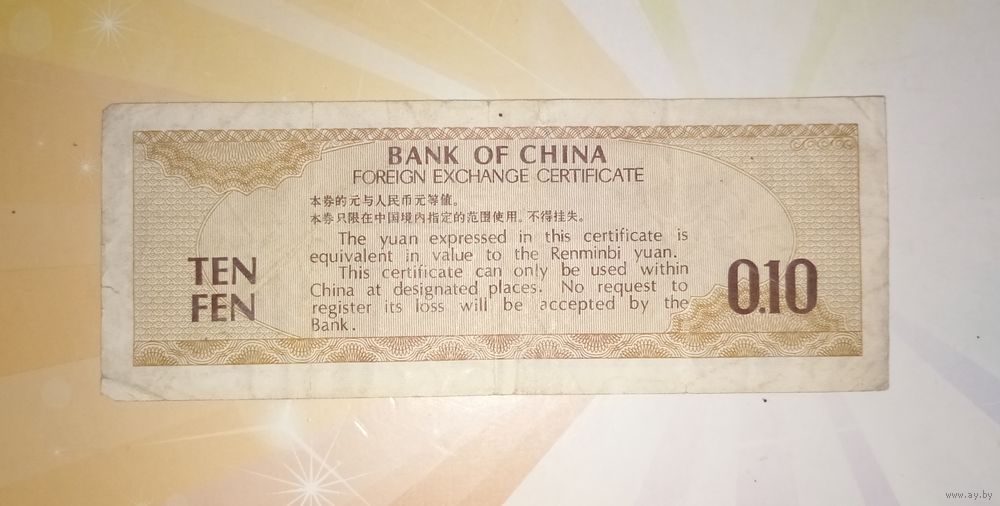 BANK OF CHINA
FOREIGN EXCHANGE CERTIFICATE
本券的元与人民币元等值。
本券只限在中国境内指定的范围使用。不得挂失。
The yuan expressed in this certificate is
equivalent in value to the Renminbi yuan.
This certificate can only be used within
China at designated places. No request to
register its loss will be accepted by the
Bank.
TEN
FEN
0.10
www.ay.by